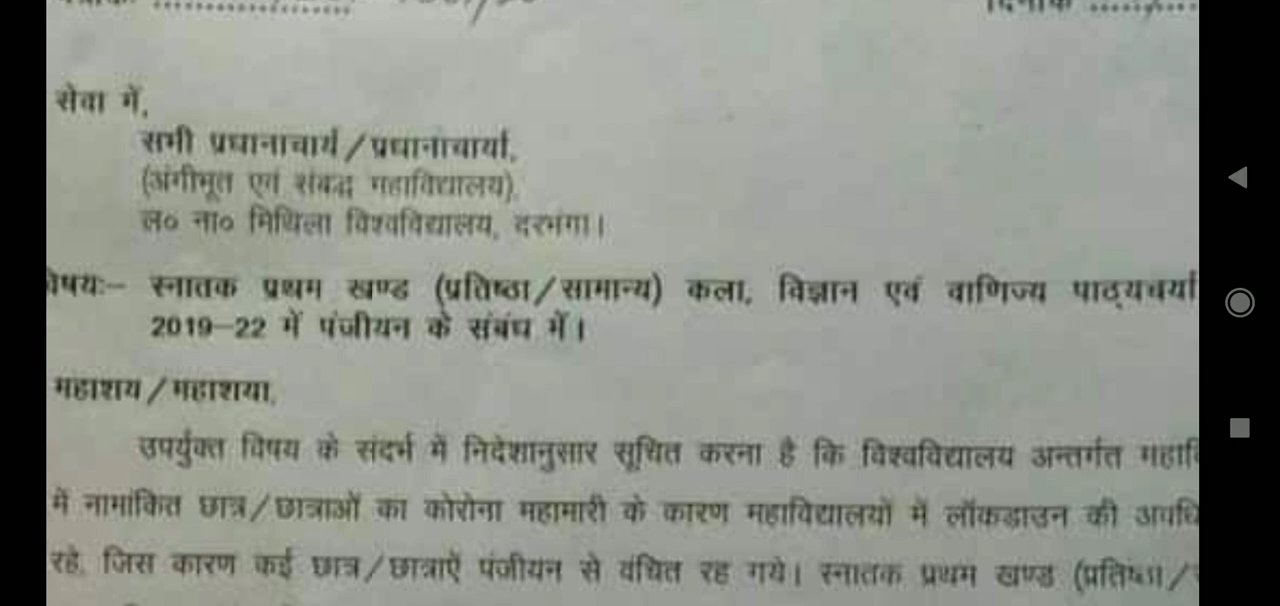 सेवा में,
सभी प्रधानाचार्य/प्रधानाचार्या,
(अंगीभूत एवं संबद्ध महाविद्यालय),
ल० ना० मिथिला विश्वविद्यालय, दरभंगा।
स्नातक प्रथम खण्ड (प्रतिष्ठा/सामान्य) कला, विज्ञान एवं वाणिज्य पाठ्यचर्या
2019-22 में पंजीयन के संबंध में।
महाशय/महाशया,
उपर्युक्त विषय के संदर्भ में निदेशानुसार सूचित करना है कि विश्वविद्यालय अन्तर्गत
में नामांकित छात्र/छात्राओं का कोरोना महामारी के कारण महाविद्यालयों में लॉकडाउन की
रहे, जिस कारण कई छात्र/छात्राऐं पंजीयन से वंचित रह गये। स्नातक प्रथम खण्ड (प्रतिष्ठा/